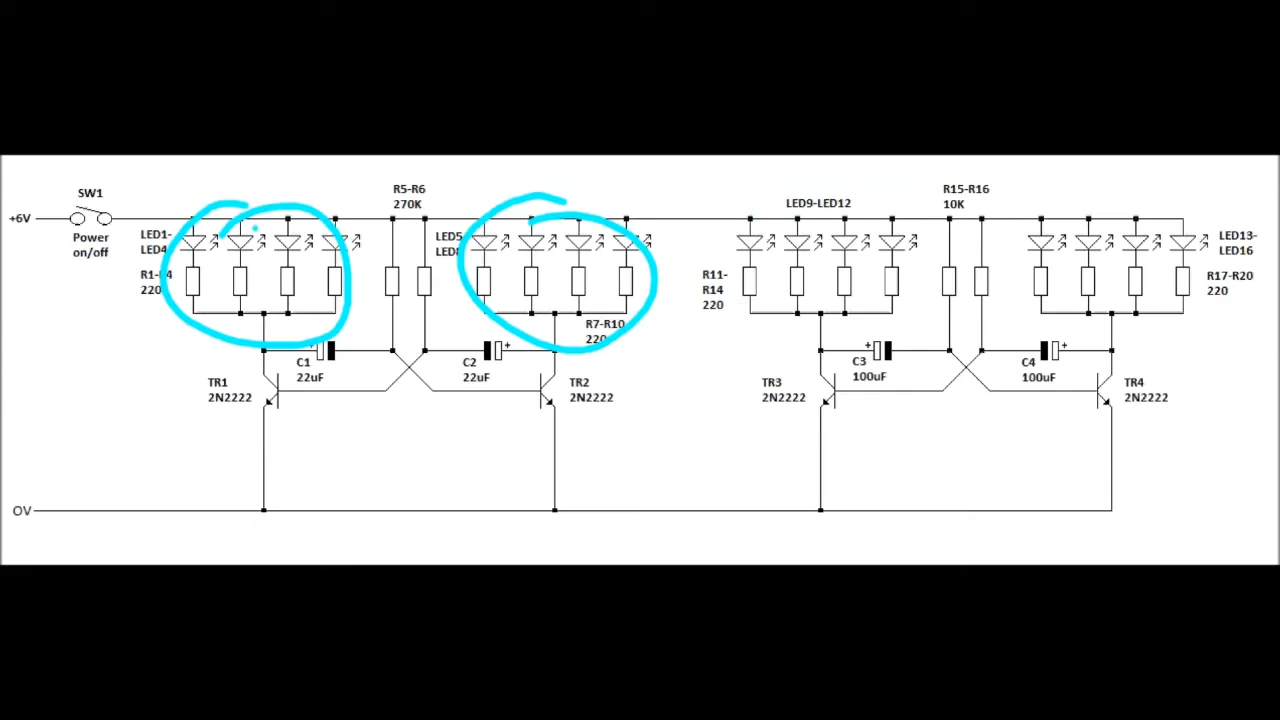 SW1
+6V
Power
on/off
LED1-
LED4
220
R5-R6
270K
LED5
R7-R10
220
C1
22uF
C2
22uF
TR1
2N2222
TR2
2N2222
LED9-LED12
R11-
R14
220
R15-R16
10K
LED13-
LED16
R17-R20
220
C3
100uF
C4
100uF
TR3
2N2222
TR4
2N2222
+
+
+
+
0V